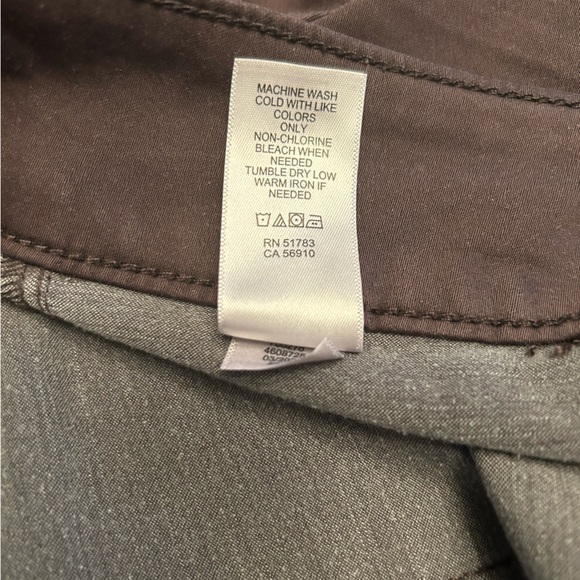 MACHINE WASH
COLD WITH LIKE
COLORS
ONLY
NON-CHLORINE
BLEACH WHEN
NEEDED
TUMBLE DRY LOW
WARM IRON IF
NEEDED
RN 51783
CA 56910